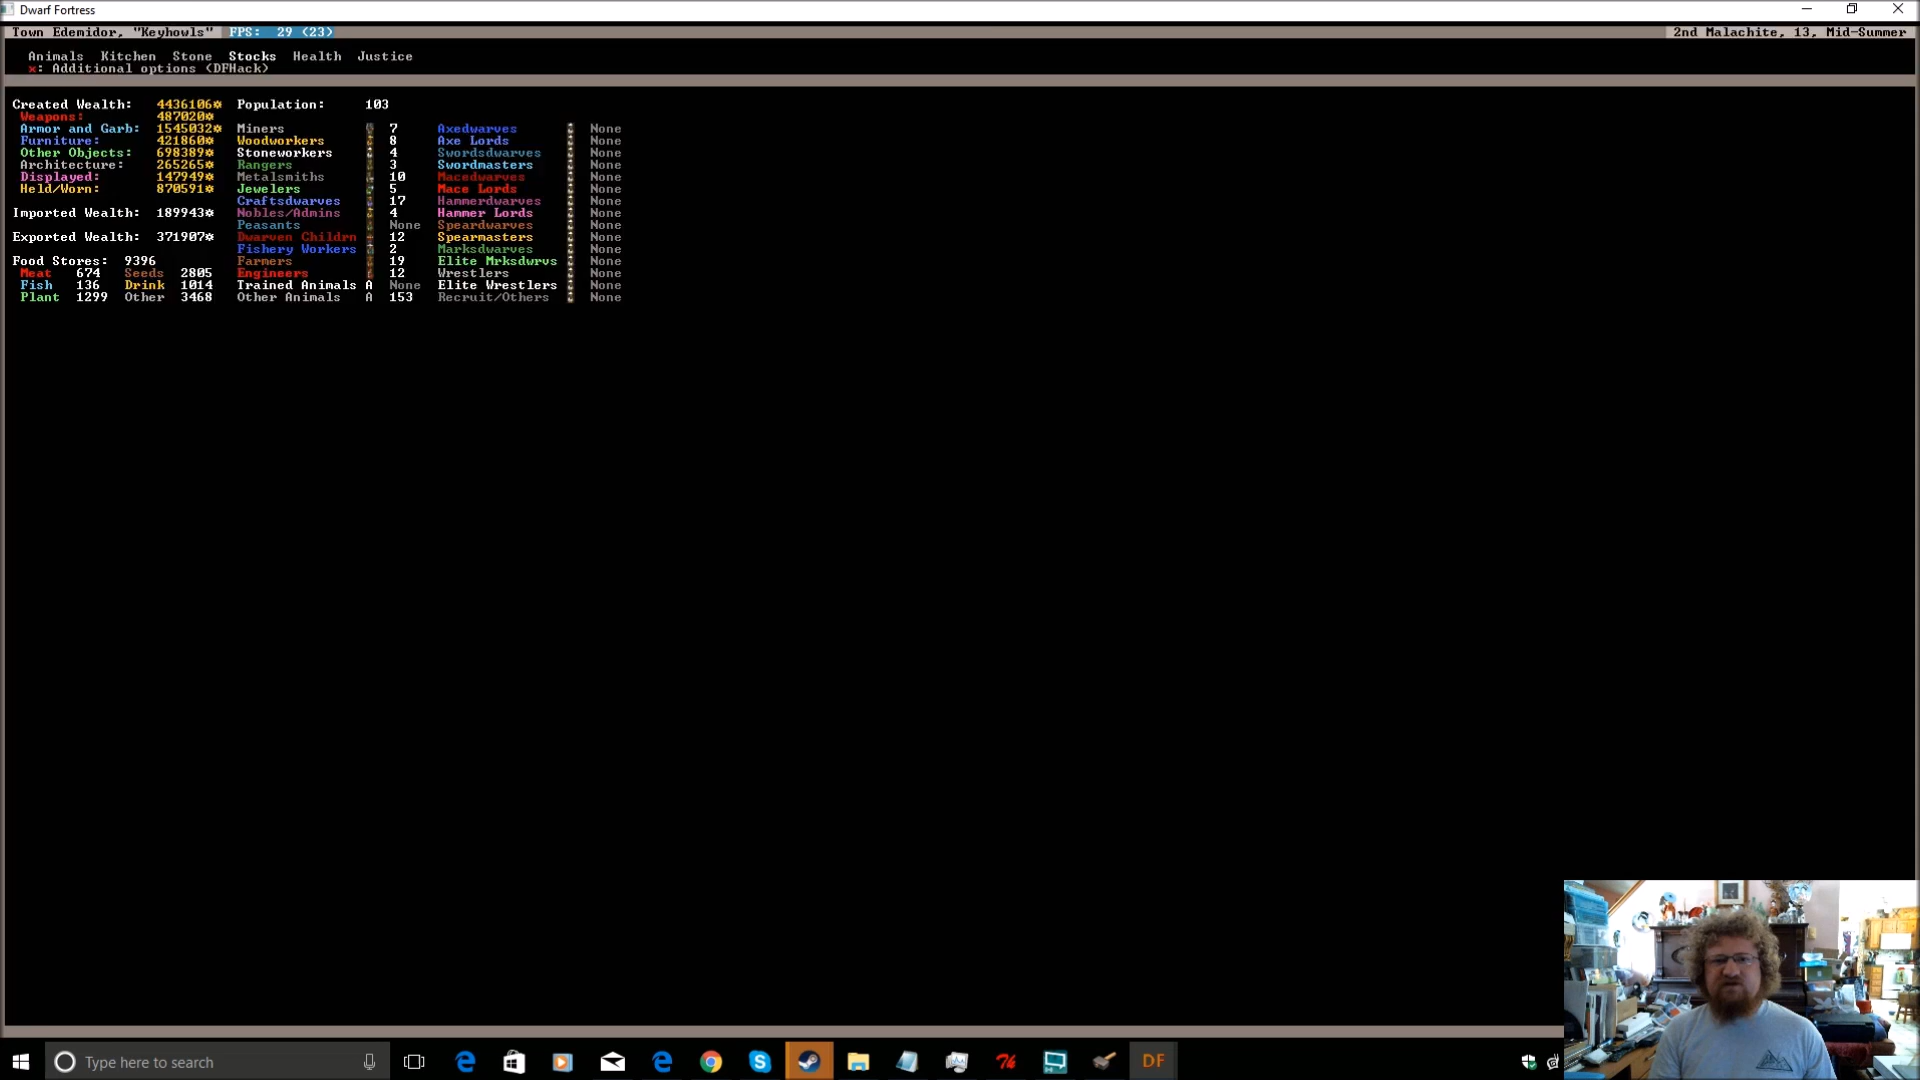 Dwarf Fortress
Town Edemidor, "Keyhowls" FPS: 29 (23) 2nd Malachite, 13, Mid-Summer
Animals Kitchen Stone Stocks Health Justice
x: Additional options (DFHack)
Created Wealth: 4436106☼ Population: 103
Weapons: 487020☼
Armor and Garb: 1545032☼ Miners 7 Axedwarves None
Furniture: 421860☼ Woodworkers 8 Axe Lords None
Other Objects: 698389☼ Stoneworkers 4 Swordsdwarves None
Architecture: 265265☼ Rangers 3 Swordmasters None
Displayed: 147949☼ Metalsmiths 10 Macedwarves None
Held/Worn: 870591☼ Jewelers 5 Mace Lords None
Craftsdwarves 17 Hammerdwarves None
Imported Wealth: 189943☼ Nobles/Admins 4 Hammer Lords None
Peasants None Speardwarves None
Exported Wealth: 371907☼ Dwarven Childrn 12 Spearmasters None
Fishery Workers 2 Marksdwarves None
Food Stores: 9396 Farmers 19 Elite Mrksdwrvs None
Meat 674 Seeds 2805 Engineers 12 Wrestlers None
Fish 136 Drink 1014 Trained Animals A None Elite Wrestlers None
Plant 1299 Other 3468 Other Animals A 153 Recruit/Others None
Type here to search
DF